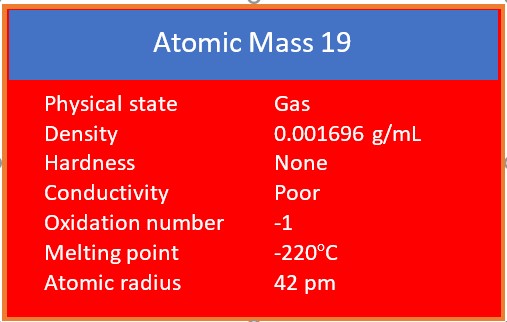 Atomic Mass 19
Physical state Gas
Density 0.001696 g/mL
Hardness None
Conductivity Poor
Oxidation number -1
Melting point -220°C
Atomic radius 42 pm